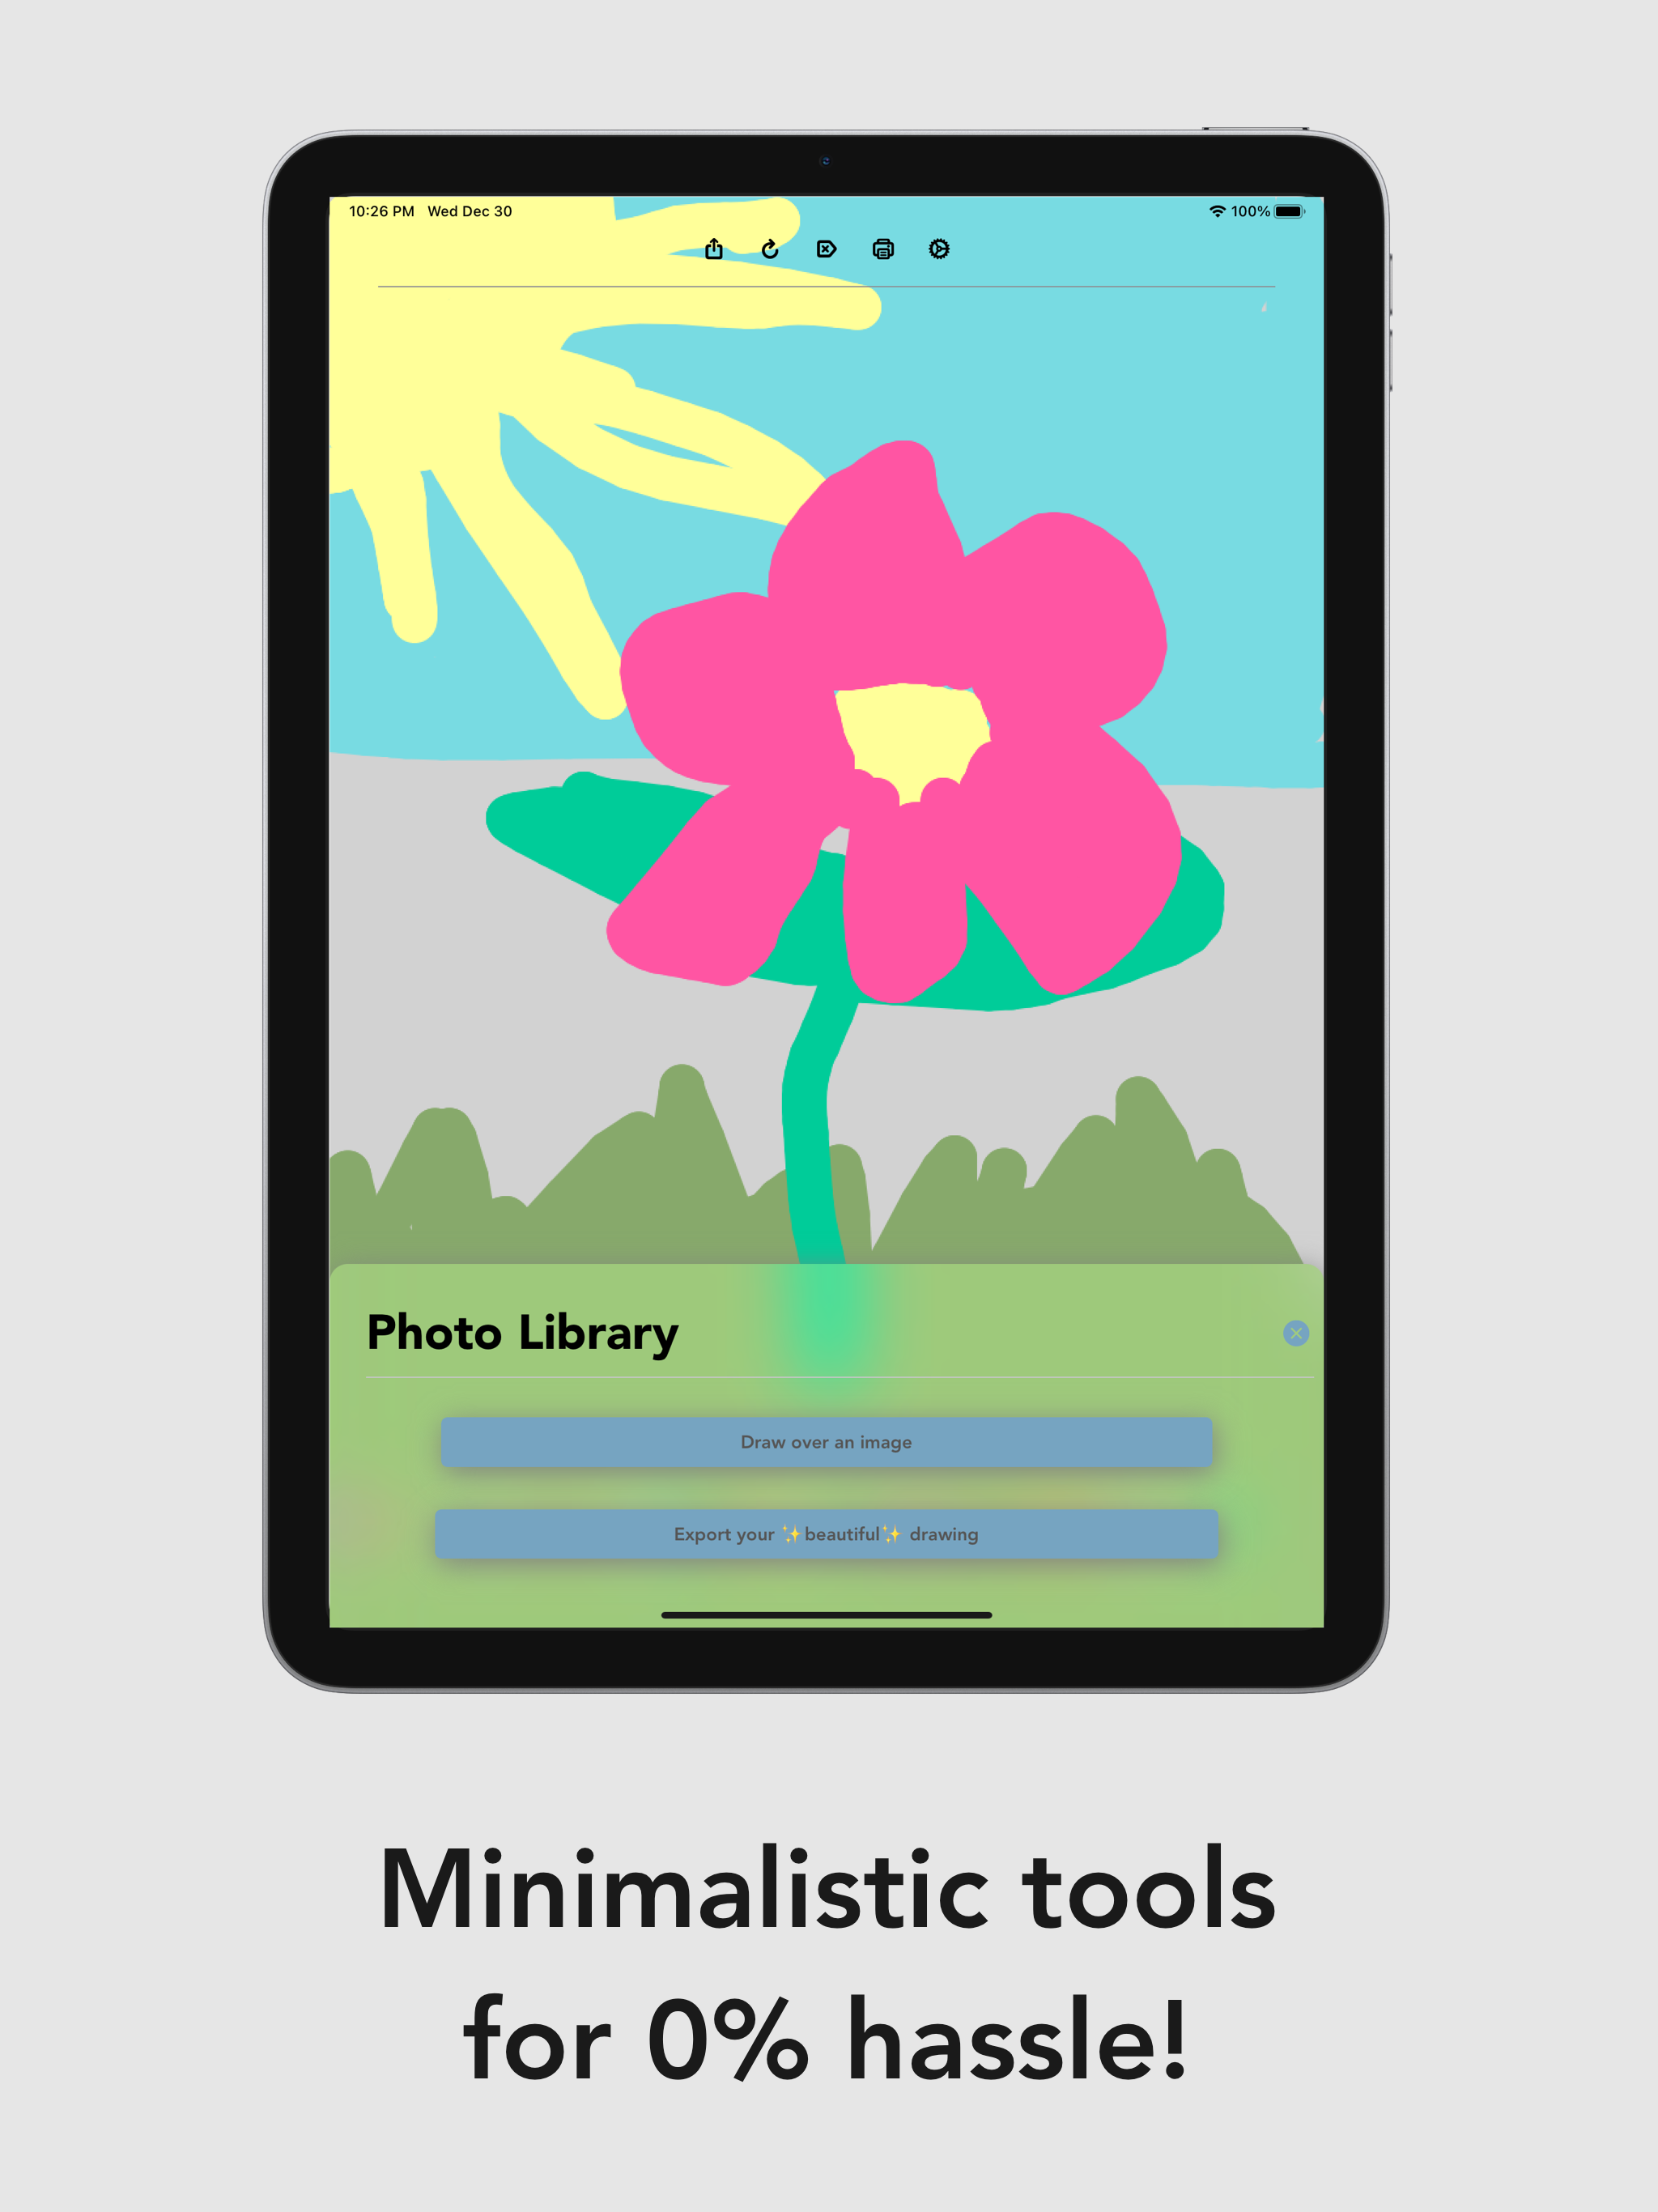 10:26 PM Wed Dec 30
100%
Photo Library
Draw over an image
Export your ✨beautiful✨ drawing
Minimalistic tools
for 0% hassle!